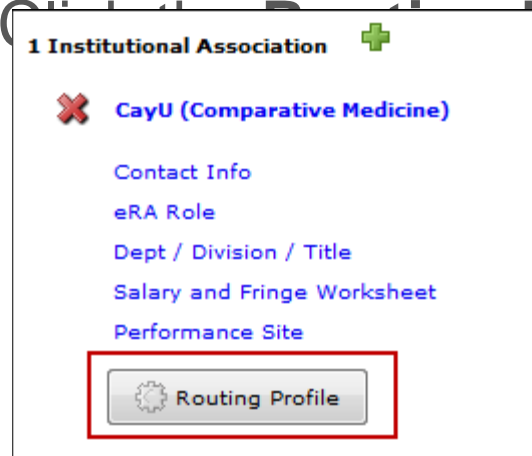 1 Institutional Association
CayU (Comparative Medicine)
Contact Info
eRA Role
Dept / Division / Title
Salary and Fringe Worksheet
Performance Site
Routing Profile